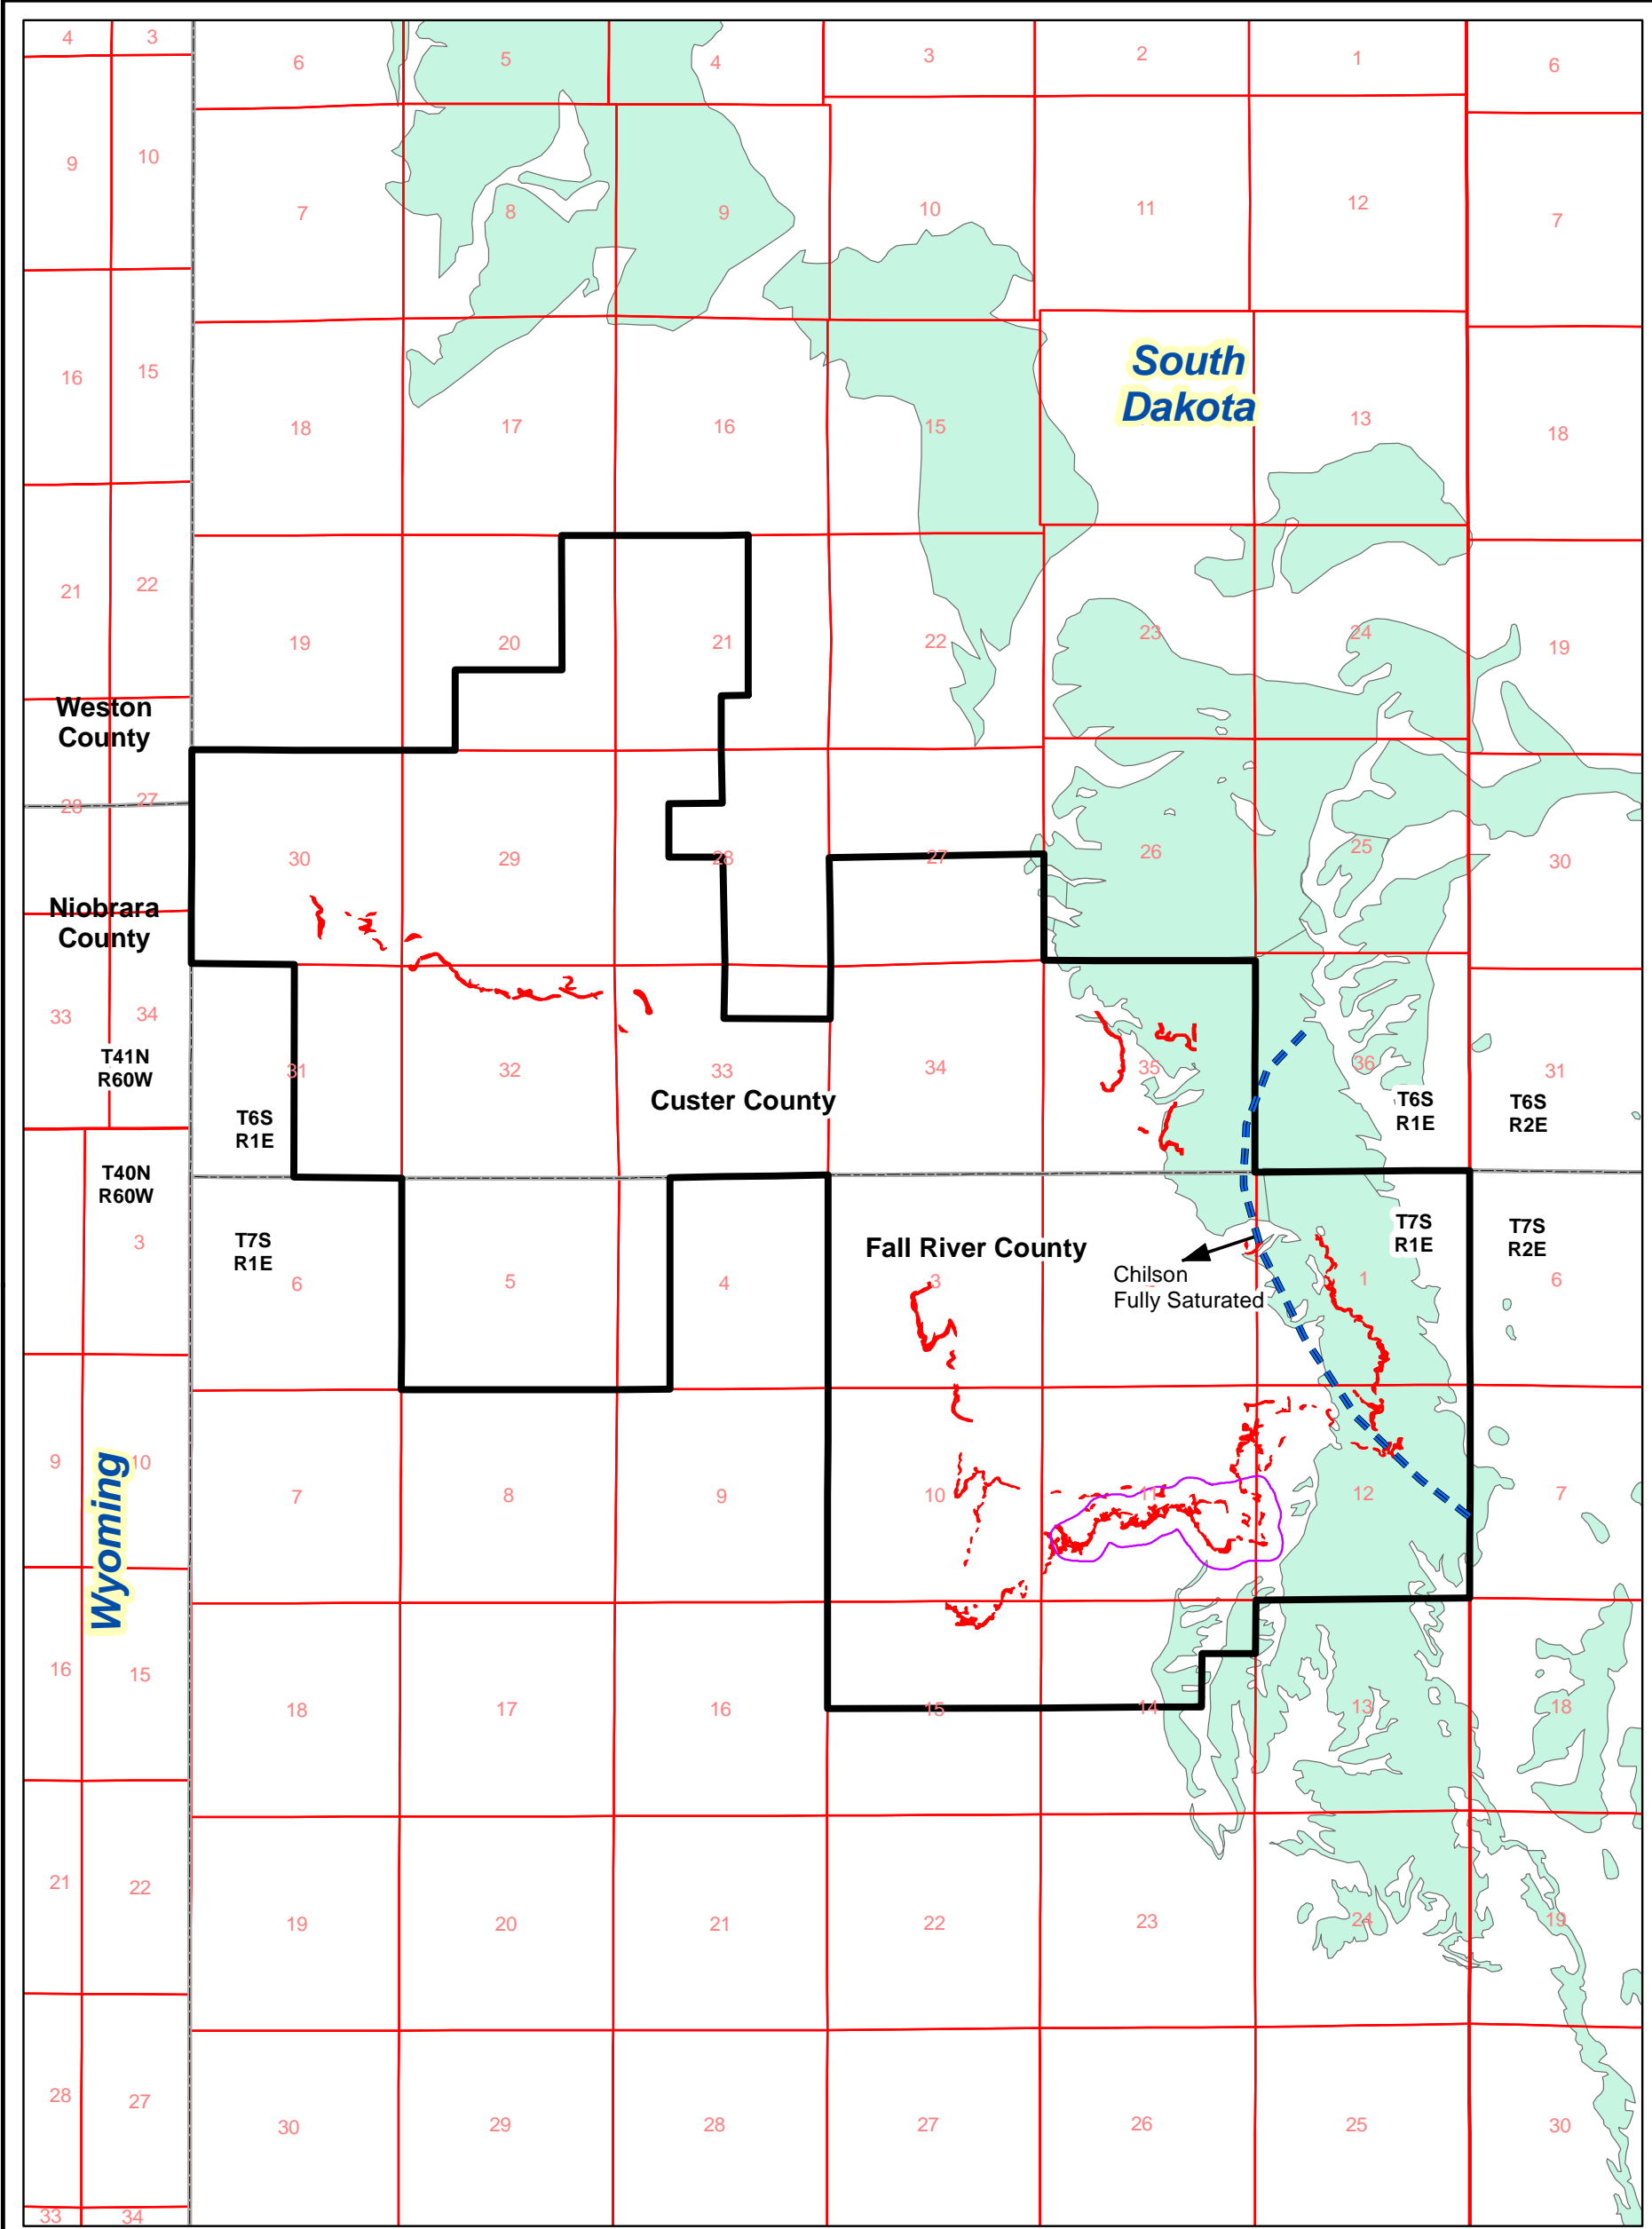 4 3 6 5 4 3 2 1 6
9 10 7 8 9 10 11 12 7
South
Dakota
16 15 18 17 16 15 13 18
21 22 19 20 21 22 23 24 19
Weston
County
28 27 30 29 28 27 26 25 30
Niobrara
County
33 34 31 32 33 34 35 36 31
T41N
R60W
Custer County
T6S
R1E
T6S
R1E
T6S
R2E
T40N
R60W
T7S
R1E
Fall River County
T7S
R1E
T7S
R2E
3 6 5 4 3 1 6
Chilson
Fully Saturated
9 10 7 8 9 10 11 12 7
Wyoming
16 15 18 17 16 15 14 13 18
21 22 19 20 21 22 23 24 19
28 27 30 29 28 27 26 25 30
33 34